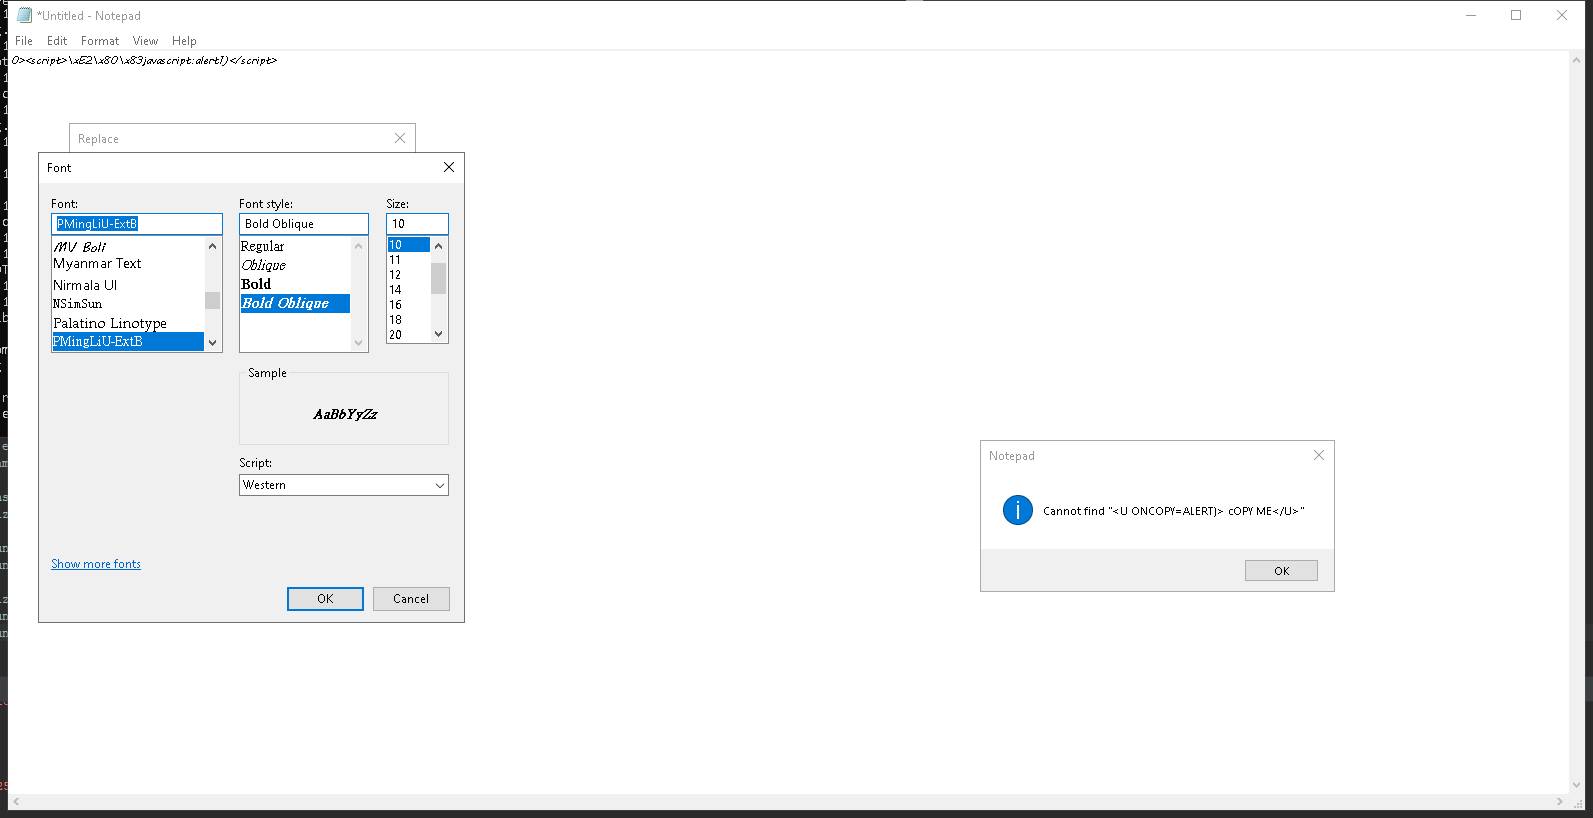 *Untitled - Notepad
File Edit Format View Help
0><script>\xE2\x80\x83javascript:alert1)</script>
Replace
Font
Font: Font style: Size:
PMingLiU-ExtB Bold Oblique 10
MV Boli
Myanmar Text
Nirmala UI
NSimSun
Palatino Linotype
PMingLiU-ExtB
Regular
Oblique
Bold
Bold Oblique
10
11
12
14
16
18
20
Sample
AaBbYyZz
Script:
Western
Show more fonts
OK Cancel
Notepad
Cannot find "<U ONCOPY=ALERT)> cOPY ME</U>"
OK